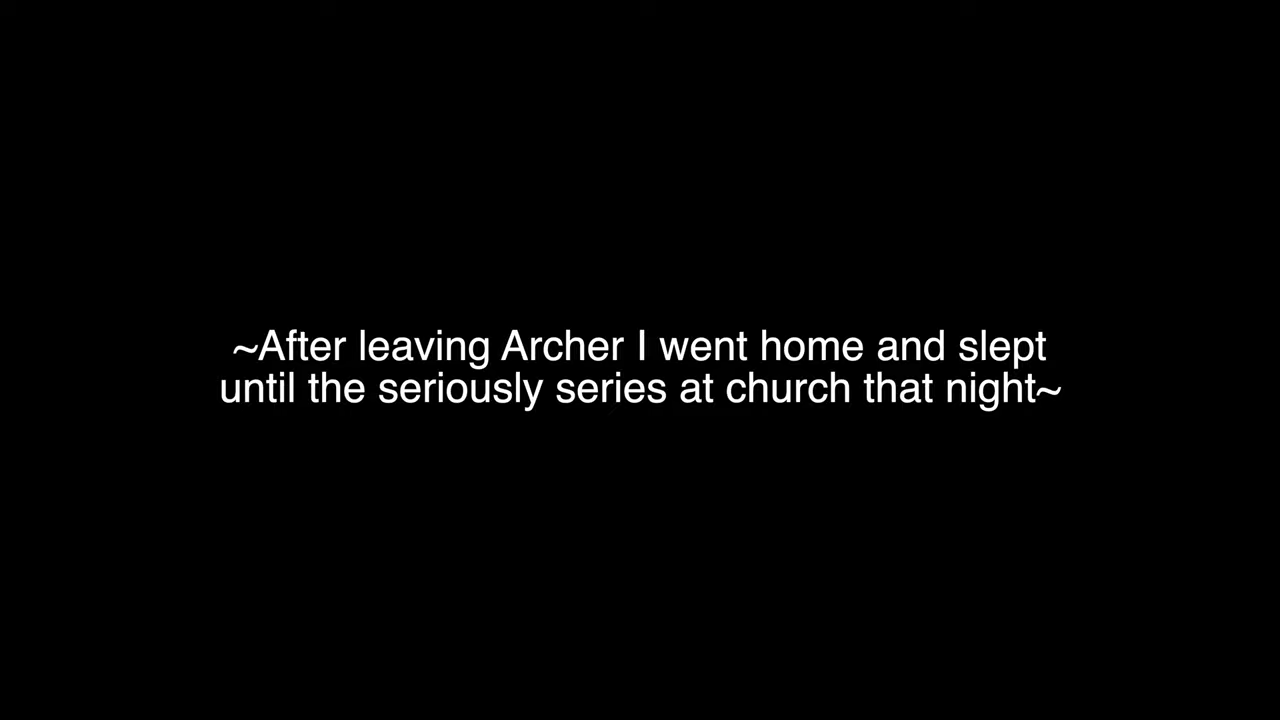 ~After leaving Archer I went home and slept
until the seriously series at church that night~